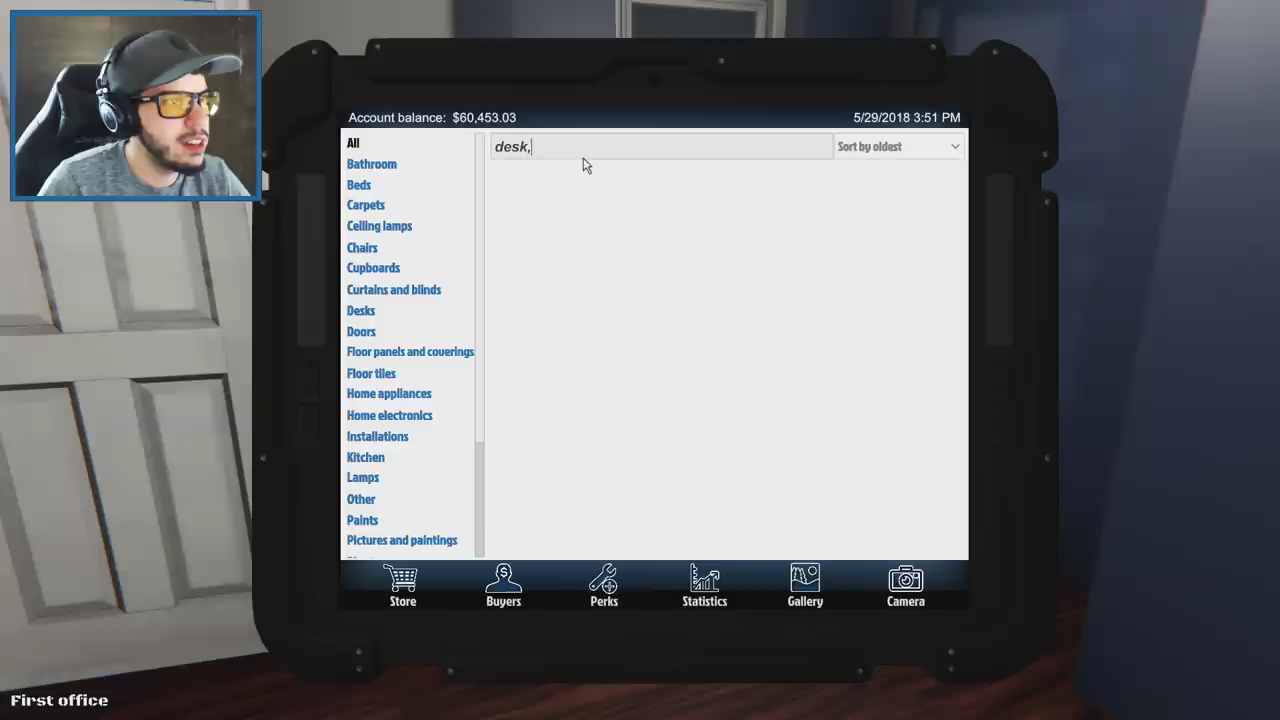 Account balance: $60,453.03
5/29/2018 3:51 PM
All
Bathroom
Beds
Carpets
Ceiling lamps
Chairs
Cupboards
Curtains and blinds
Desks
Doors
Floor panels and coverings
Floor tiles
Home appliances
Home electronics
Installations
Kitchen
Lamps
Other
Paints
Pictures and paintings
desk,
Sort by oldest
Store
Buyers
Perks
Statistics
Gallery
Camera
First office